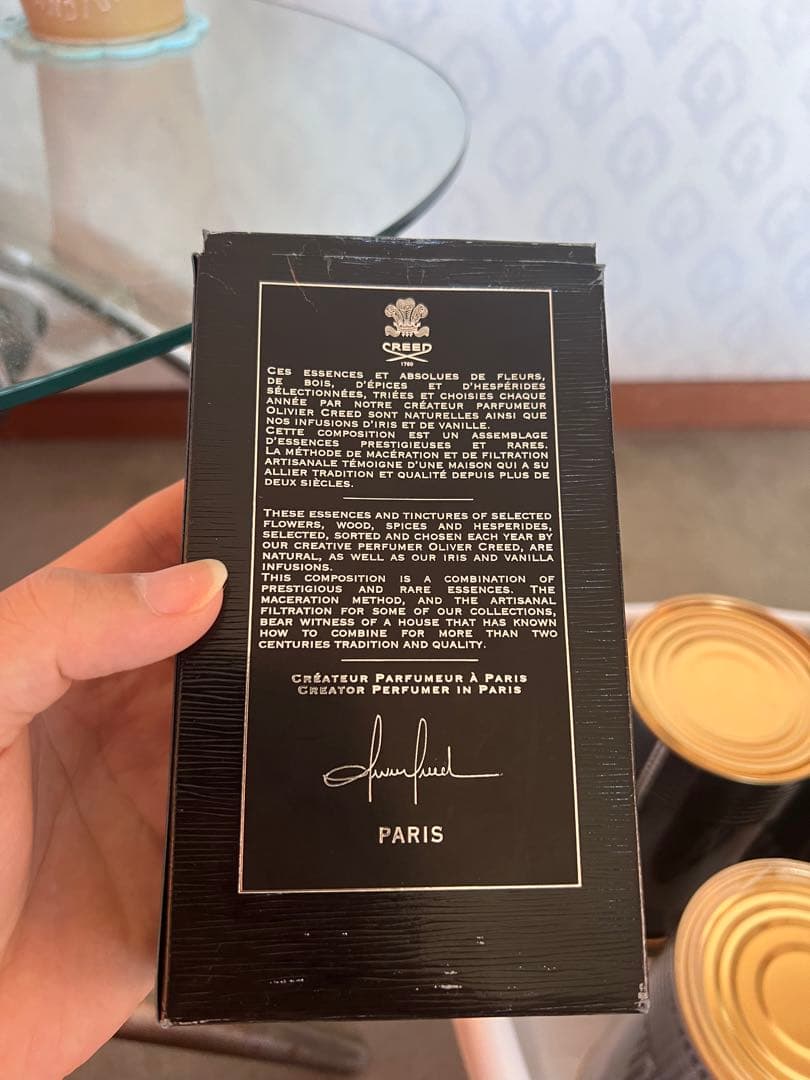 CREED
1760
CES ESSENCES ET ABSOLUES DE FLEURS,
DE BOIS, D'ÉPICES ET D'HESPÉRIDES
SÉLECTIONNÉES, TRIÉES ET CHOISIES CHAQUE
ANNÉE PAR NOTRE CRÉATEUR PARFUMEUR
OLIVIER CREED SONT NATURELLES AINSI QUE
NOS INFUSIONS D'IRIS ET DE VANILLE.
CETTE COMPOSITION EST UN ASSEMBLAGE
D'ESSENCES PRESTIGIEUSES ET RARES.
LA MÉTHODE DE MACÉRATION ET DE FILTRATION
ARTISANALE TÉMOIGNE D'UNE MAISON QUI A SU
ALLIER TRADITION ET QUALITÉ DEPUIS PLUS DE
DEUX SIÈCLES.
THESE ESSENCES AND TINCTURES OF SELECTED
FLOWERS, WOOD, SPICES AND HESPERIDES,
SELECTED, SORTED AND CHOSEN EACH YEAR BY
OUR CREATIVE PERFUMER OLIVER CREED, ARE
NATURAL, AS WELL AS OUR IRIS AND VANILLA
INFUSIONS.
THIS COMPOSITION IS A COMBINATION OF
PRESTIGIOUS AND RARE ESSENCES. THE
MACERATION METHOD, AND THE ARTISANAL
FILTRATION FOR SOME OF OUR COLLECTIONS,
BEAR WITNESS OF A HOUSE THAT HAS KNOWN
HOW TO COMBINE FOR MORE THAN TWO
CENTURIES TRADITION AND QUALITY.
CRÉATEUR PARFUMEUR À PARIS
CREATOR PERFUMER IN PARIS
Oliver Creed
PARIS